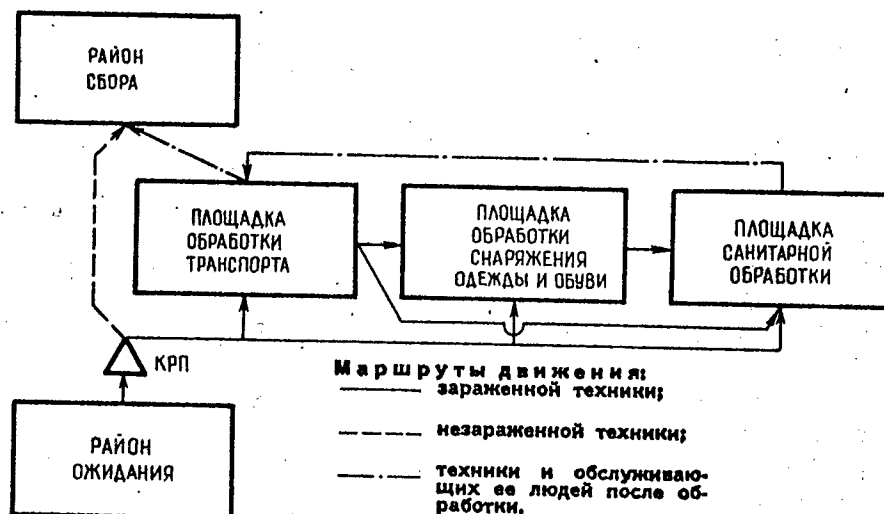 РАЙОН
СБОРА
ПЛОЩАДКА
ОБРАБОТКИ
ТРАНСПОРТА
ПЛОЩАДКА
ОБРАБОТКИ
СНАРЯЖЕНИЯ
ОДЕЖДЫ И ОБУВИ
ПЛОЩАДКА
САНИТАРНОЙ
ОБРАБОТКИ
КРП
РАЙОН
ОЖИДАНИЯ
Маршруты движения:
зараженной техники;
незараженной техники;
техники и обслуживаю-
щих ее людей после об-
работки.